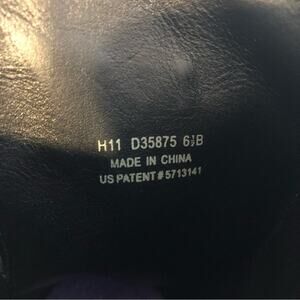 H11 D35875 6½B
MADE IN CHINA
US PATENT # 5713141